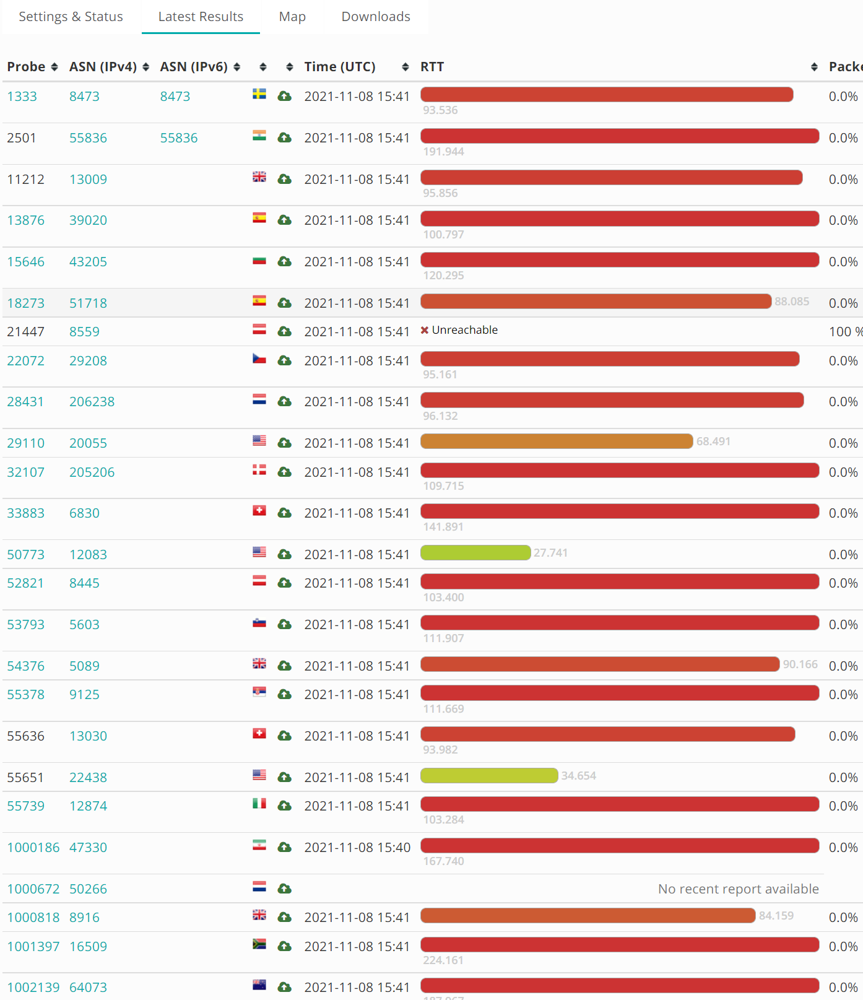 Settings & Status Latest Results Map Downloads
Probe ASN (IPv4) ASN (IPv6) Time (UTC) RTT Packe
1333 8473 8473 2021-11-08 15:41 0.0%
93.536
2501 55836 55836 2021-11-08 15:41 0.0%
191.944
11212 13009 2021-11-08 15:41 0.0%
95.856
13876 39020 2021-11-08 15:41 0.0%
100.797
15646 43205 2021-11-08 15:41 0.0%
120.295
18273 51718 2021-11-08 15:41 88.085 0.0%
21447 8559 2021-11-08 15:41 Unreachable 100 %
22072 29208 2021-11-08 15:41 0.0%
95.161
28431 206238 2021-11-08 15:41 0.0%
96.132
29110 20055 2021-11-08 15:41 68.491 0.0%
32107 205206 2021-11-08 15:41 0.0%
109.715
33883 6830 2021-11-08 15:41 0.0%
141.891
50773 12083 2021-11-08 15:41 27.741 0.0%
52821 8445 2021-11-08 15:41 0.0%
103.400
53793 5603 2021-11-08 15:41 0.0%
111.907
54376 5089 2021-11-08 15:41 90.166 0.0%
55378 9125 2021-11-08 15:41 0.0%
111.669
55636 13030 2021-11-08 15:41 0.0%
93.982
55651 22438 2021-11-08 15:41 34.654 0.0%
55739 12874 2021-11-08 15:41 0.0%
103.284
1000186 47330 2021-11-08 15:40 0.0%
167.740
1000672 50266 No recent report available
1000818 8916 2021-11-08 15:41 84.159 0.0%
1001397 16509 2021-11-08 15:41 0.0%
224.161
1002139 64073 2021-11-08 15:41 0.0%